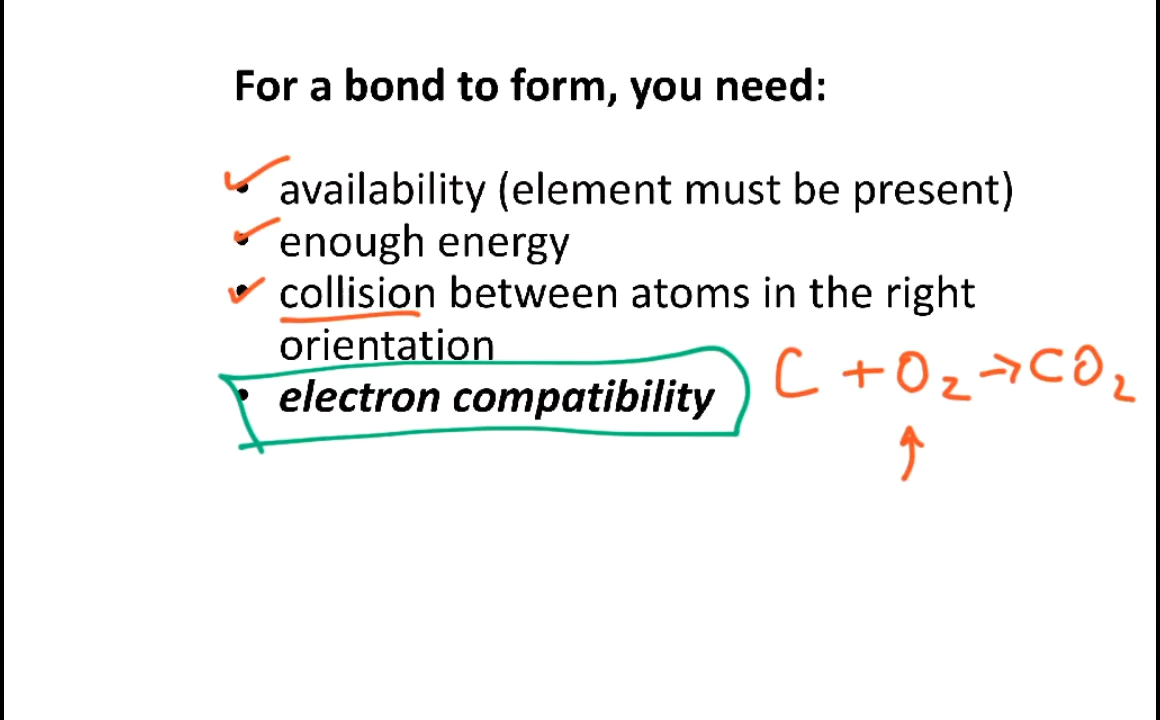 For a bond to form, you need:
• availability (element must be present)
• enough energy
• collision between atoms in the right
orientation
• electron compatibility
C + O₂ → CO₂